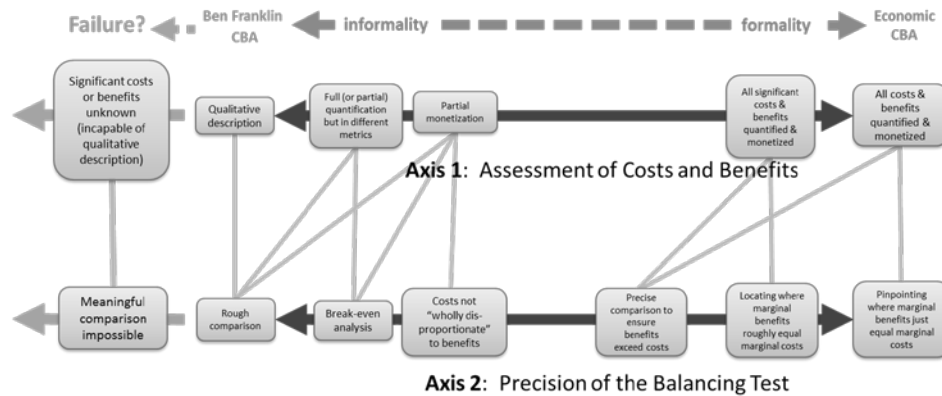 Failure?
Ben Franklin
CBA
informality
formality
Economic
CBA
Significant costs
or benefits
unknown
(incapable of
qualitative
description)
Qualitative
description
Full (or partial)
quantification
but in different
metrics
Partial
monetization
All significant
costs &
benefits
quantified &
monetized
All costs &
benefits
quantified &
monetized
Axis 1: Assessment of Costs and Benefits
Meaningful
comparison
impossible
Rough
comparison
Break-even
analysis
Costs not
"wholly dis-
proportionate"
to benefits
Precise
comparison to
ensure
benefits
exceed costs
Locating where
marginal
benefits
roughly equal
marginal costs
Pinpointing
where marginal
benefits just
equal marginal
costs
Axis 2: Precision of the Balancing Test